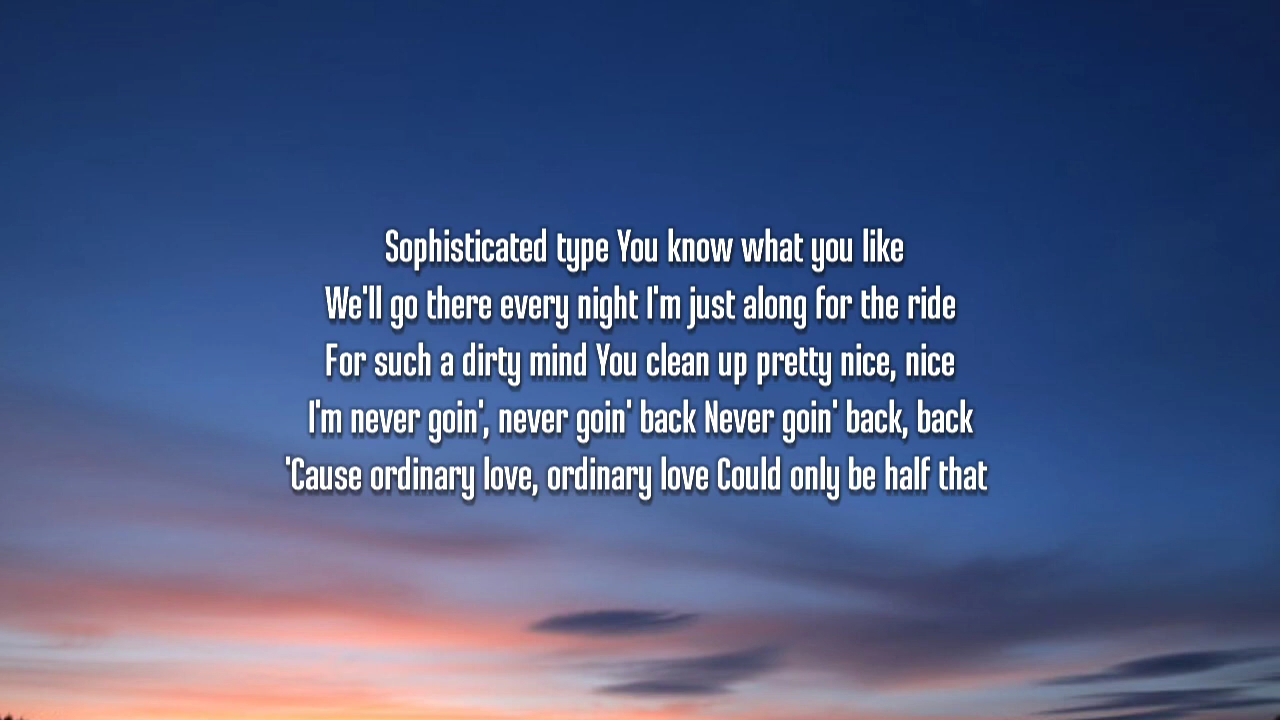 Sophisticated type You know what you like
We'll go there every night I'm just along for the ride
For such a dirty mind You clean up pretty nice, nice
I'm never goin', never goin' back Never goin' back, back
'Cause ordinary love, ordinary love Could only be half that